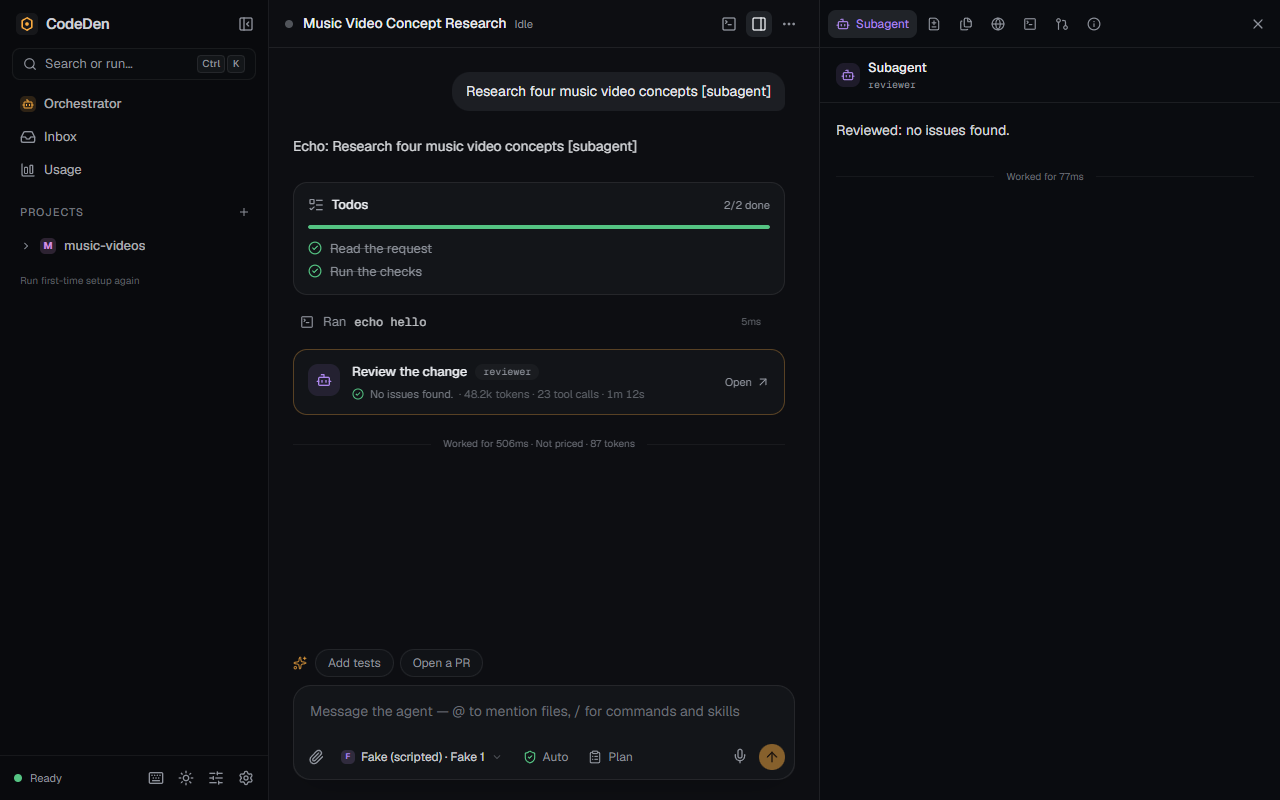 CodeDen
Search or run...
Ctrl K
Orchestrator
Inbox
Usage
PROJECTS
M music-videos
Run first-time setup again
Ready
Music Video Concept Research Idle
Research four music video concepts [subagent]
Echo: Research four music video concepts [subagent]
Todos 2/2 done
Read the request
Run the checks
Ran echo hello 5ms
Review the change reviewer
No issues found. · 48.2k tokens · 23 tool calls · 1m 12s
Open
Worked for 506ms · Not priced · 87 tokens
Add tests
Open a PR
Message the agent — @ to mention files, / for commands and skills
F Fake (scripted) · Fake 1
Auto
Plan
Subagent
Subagent
reviewer
Reviewed: no issues found.
Worked for 77ms